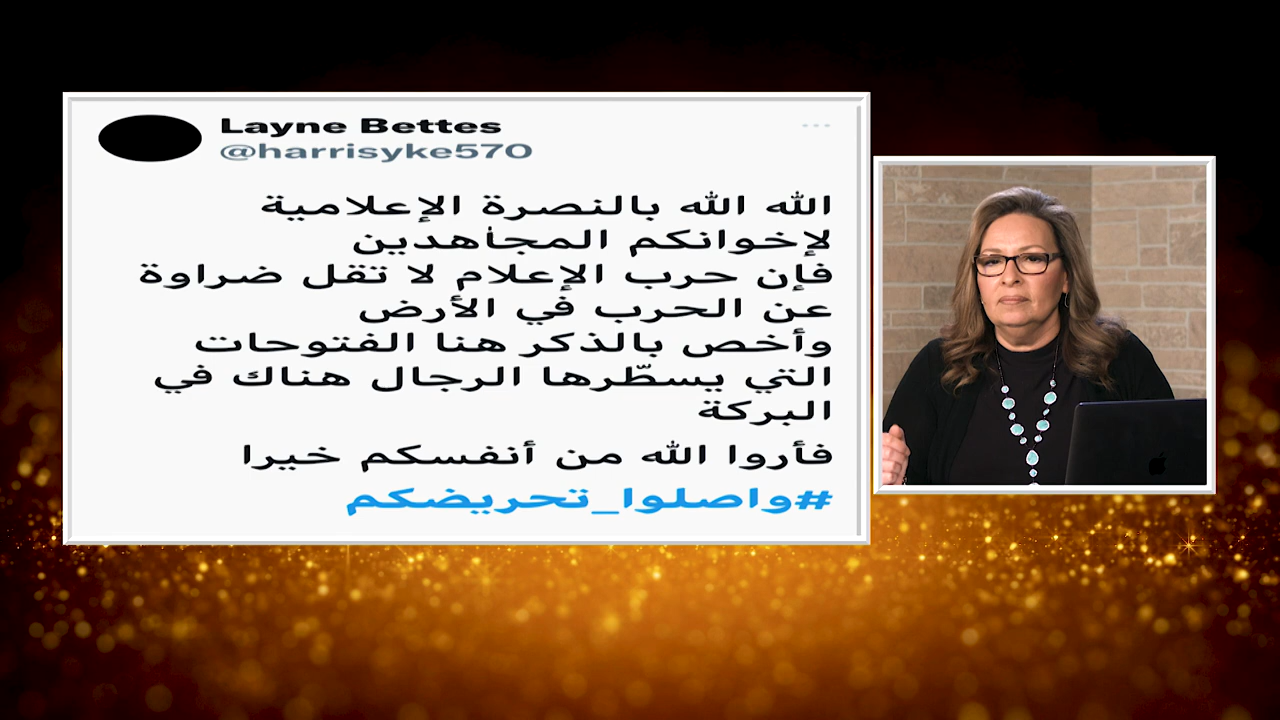 Layne Bettes
@harrisyke570
الله الله بالنصرة الإعلامية
لإخوانكم المجاهدين
فإن حرب الإعلام لا تقل ضراوة
عن الحرب في الأرض
وأخص بالذكر هنا الفتوحات
التي يسطّرها الرجال هناك في
البركة
فأروا الله من أنفسكم خيرا
#واصلوا_تحريضكم